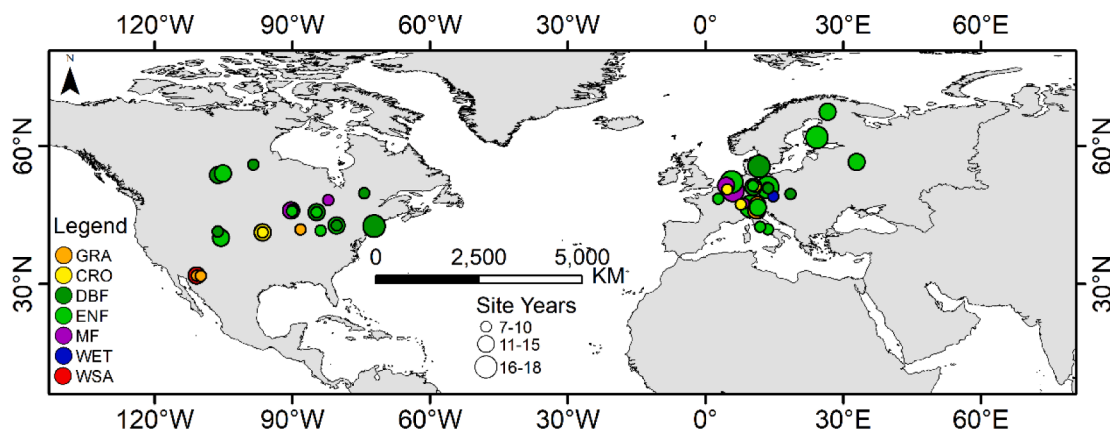 120°W 90°W 60°W 30°W 0° 30°E 60°E
N
60°N
60°N
30°N
30°N
Legend
GRA
CRO
DBF
ENF
MF
WET
WSA
0 2,500 5,000
KM
Site Years
7-10
11-15
16-18
120°W 90°W 60°W 30°W 0° 30°E 60°E